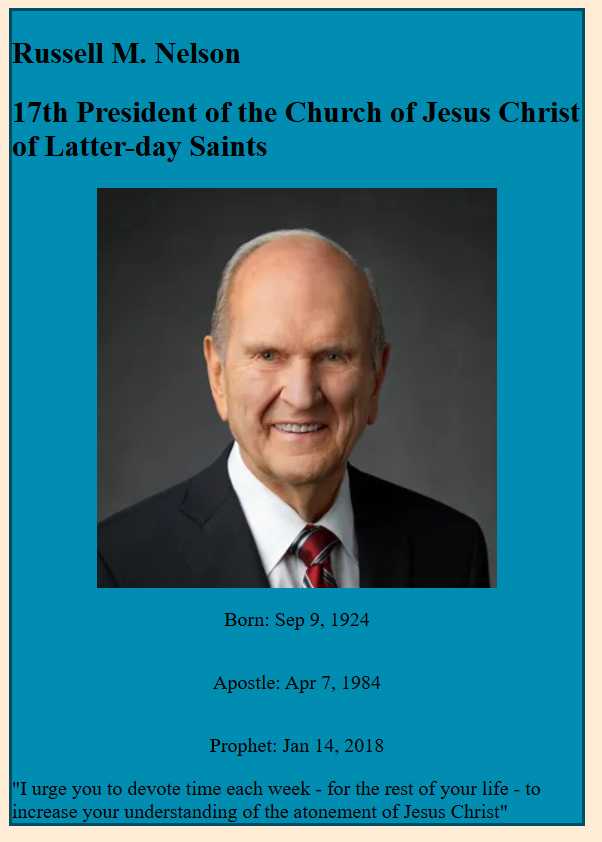 Russell M. Nelson
17th President of the Church of Jesus Christ
of Latter-day Saints
Born: Sep 9, 1924
Apostle: Apr 7, 1984
Prophet: Jan 14, 2018
"I urge you to devote time each week - for the rest of your life - to
increase your understanding of the atonement of Jesus Christ"